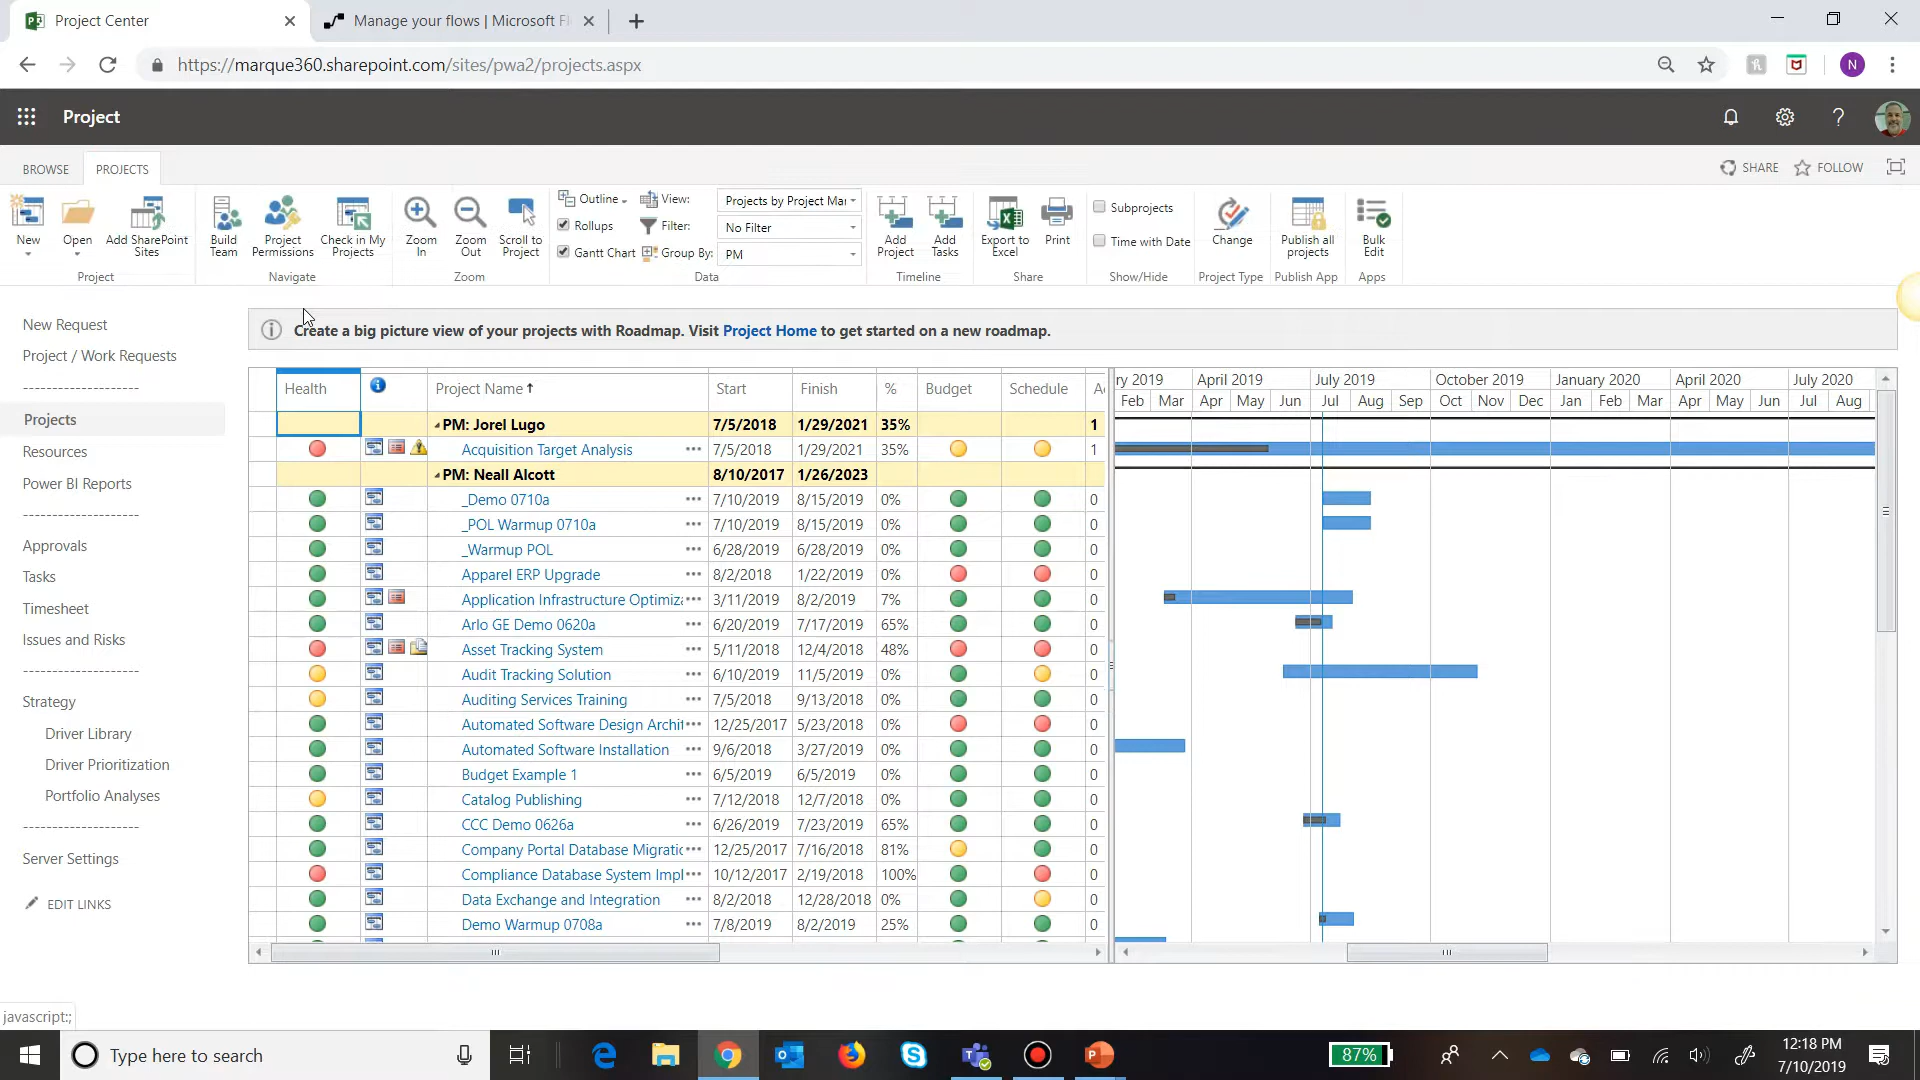 Project Center
Manage your flows | Microsoft Fl
https://marque360.sharepoint.com/sites/pwa2/projects.aspx
N
Project
BROWSE
PROJECTS
SHARE
FOLLOW
New
Open
Add SharePoint Sites
Project
Build Team
Project Permissions
Check in My Projects
Navigate
Zoom In
Zoom Out
Scroll to Project
Zoom
Outline
Rollups
Gantt Chart
View: Projects by Project Mar
Filter: No Filter
Group By: PM
Data
Add Project
Add Tasks
Timeline
Export to Excel
Print
Share
Subprojects
Time with Date
Show/Hide
Change
Project Type
Publish all projects
Publish App
Bulk Edit
Apps
Create a big picture view of your projects with Roadmap. Visit Project Home to get started on a new roadmap.
New Request
Project / Work Requests
--------------------
Projects
Resources
Power BI Reports
--------------------
Approvals
Tasks
Timesheet
Issues and Risks
--------------------
Strategy
Driver Library
Driver Prioritization
Portfolio Analyses
--------------------
Server Settings
EDIT LINKS
Health Project Name Start Finish % Budget Schedule
PM: Jorel Lugo 7/5/2018 1/29/2021 35% 1
Acquisition Target Analysis ... 7/5/2018 1/29/2021 35% 1
PM: Neall Alcott 8/10/2017 1/26/2023
_Demo 0710a ... 7/10/2019 8/15/2019 0% 0
_POL Warmup 0710a ... 7/10/2019 8/15/2019 0% 0
_Warmup POL ... 6/28/2019 6/28/2019 0% 0
Apparel ERP Upgrade ... 8/2/2018 1/22/2019 0% 0
Application Infrastructure Optimiza... 3/11/2019 8/2/2019 7% 0
Arlo GE Demo 0620a ... 6/20/2019 7/17/2019 65% 0
Asset Tracking System ... 5/11/2018 12/4/2018 48% 0
Audit Tracking Solution ... 6/10/2019 11/5/2019 0% 0
Auditing Services Training ... 7/5/2018 9/13/2018 0% 0
Automated Software Design Archit... 12/25/2017 5/23/2018 0% 0
Automated Software Installation ... 9/6/2018 3/27/2019 0% 0
Budget Example 1 ... 6/5/2019 6/5/2019 0% 0
Catalog Publishing ... 7/12/2018 12/7/2018 0% 0
CCC Demo 0626a ... 6/26/2019 7/23/2019 65% 0
Company Portal Database Migratic... 12/25/2017 7/16/2018 81% 0
Compliance Database System Impl... 10/12/2017 2/19/2018 100% 0
Data Exchange and Integration ... 8/2/2018 12/28/2018 0% 0
Demo Warmup 0708a ... 7/8/2019 8/2/2019 25% 0
ry 2019 April 2019 July 2019 October 2019 January 2020 April 2020 July 2020
Feb Mar Apr May Jun Jul Aug Sep Oct Nov Dec Jan Feb Mar Apr May Jun Jul Aug
javascript:;
Type here to search
87%
12:18 PM
7/10/2019